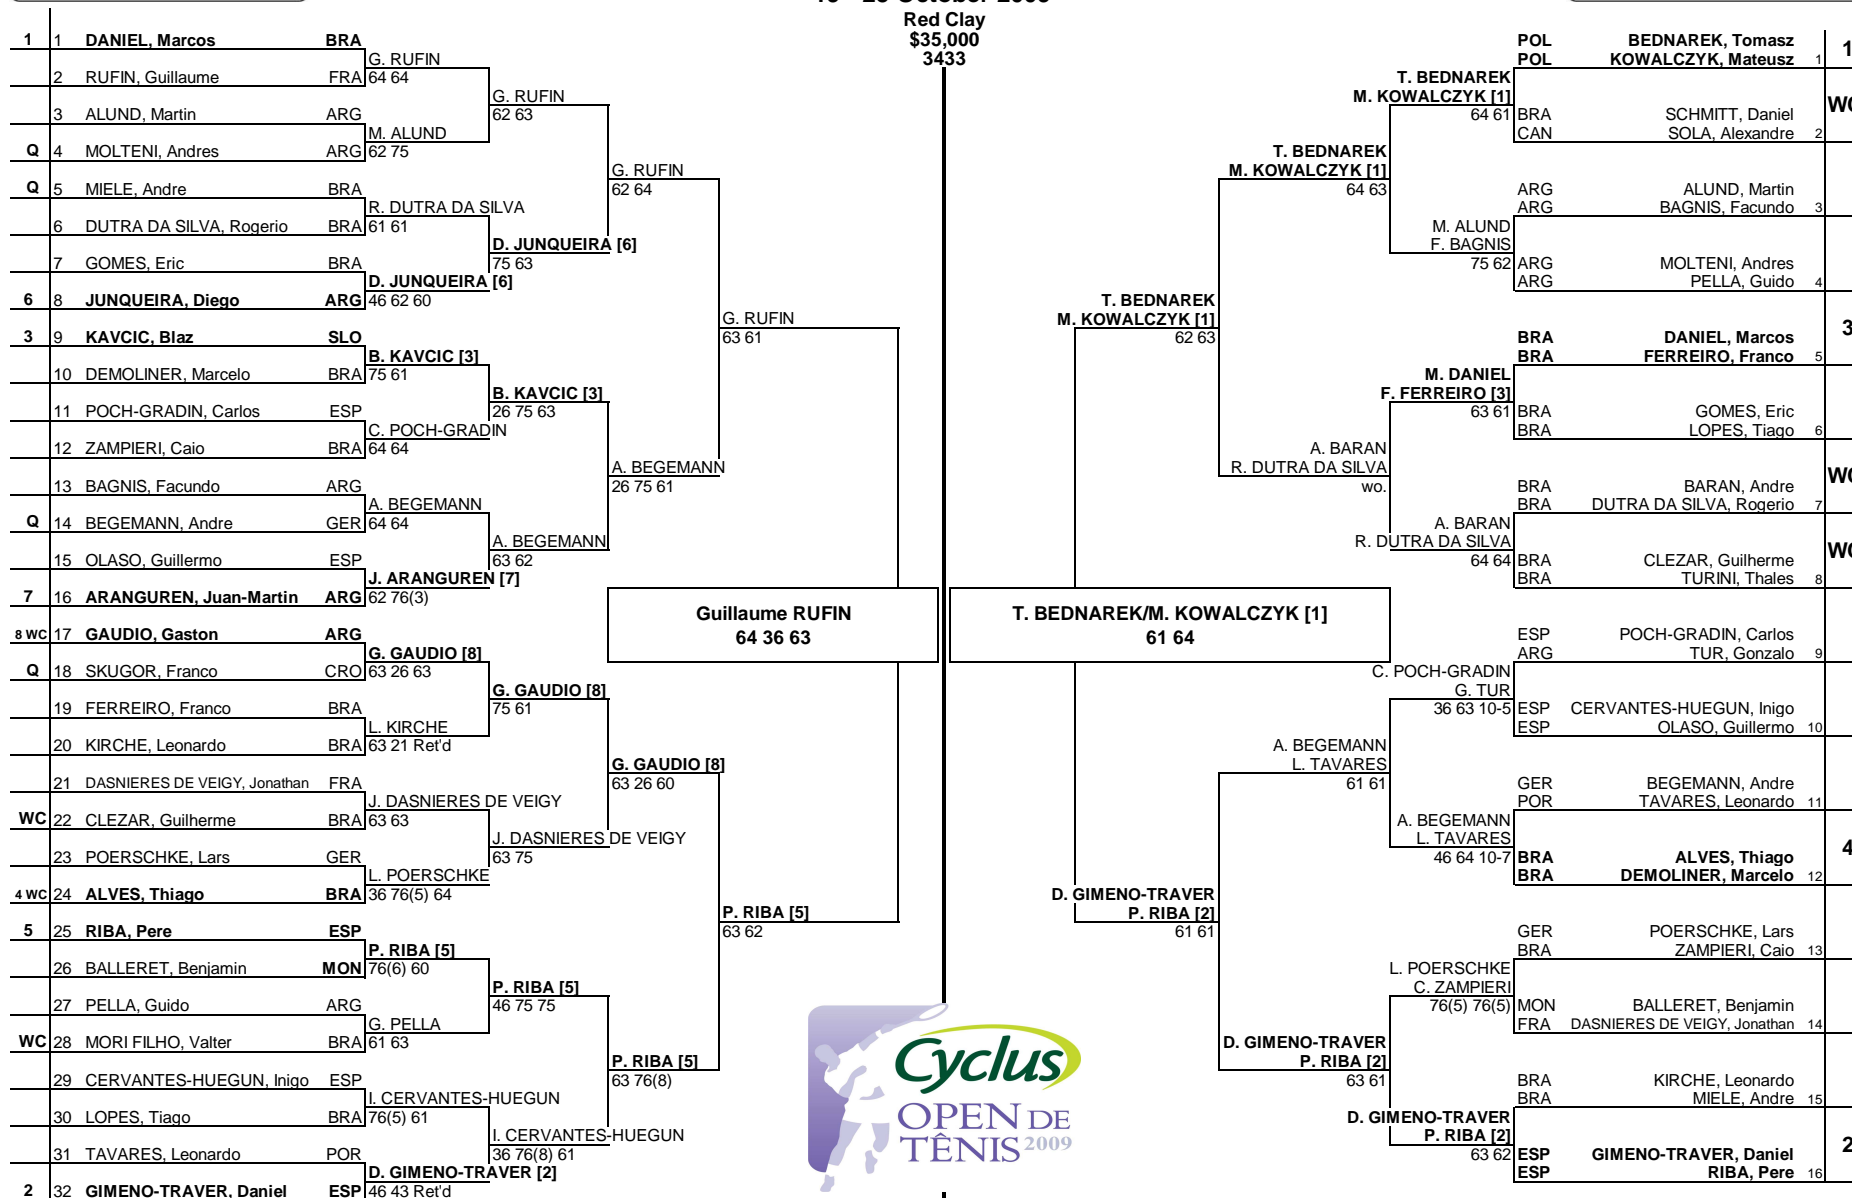 Red Clay
$35,000
3433
1 1 DANIEL, Marcos BRA
G. RUFIN
2 RUFIN, Guillaume FRA 64 64
G. RUFIN
3 ALUND, Martin ARG 62 63
M. ALUND
Q 4 MOLTENI, Andres ARG 62 75
G. RUFIN
Q 5 MIELE, Andre BRA 62 64
R. DUTRA DA SILVA
6 DUTRA DA SILVA, Rogerio BRA 61 61
D. JUNQUEIRA [6]
7 GOMES, Eric BRA 75 63
D. JUNQUEIRA [6]
6 8 JUNQUEIRA, Diego ARG 46 62 60
G. RUFIN
3 9 KAVCIC, Blaz SLO 63 61
B. KAVCIC [3]
10 DEMOLINER, Marcelo BRA 75 61
B. KAVCIC [3]
11 POCH-GRADIN, Carlos ESP 26 75 63
C. POCH-GRADIN
12 ZAMPIERI, Caio BRA 64 64
A. BEGEMANN
13 BAGNIS, Facundo ARG 26 75 61
A. BEGEMANN
Q 14 BEGEMANN, Andre GER 64 64
A. BEGEMANN
15 OLASO, Guillermo ESP 63 62
J. ARANGUREN [7]
7 16 ARANGUREN, Juan-Martin ARG 62 76(3)
Guillaume RUFIN
64 36 63
8 WC 17 GAUDIO, Gaston ARG
G. GAUDIO [8]
Q 18 SKUGOR, Franco CRO 63 26 63
G. GAUDIO [8]
19 FERREIRO, Franco BRA 75 61
L. KIRCHE
20 KIRCHE, Leonardo BRA 63 21 Ret'd
G. GAUDIO [8]
21 DASNIERES DE VEIGY, Jonathan FRA 63 26 60
J. DASNIERES DE VEIGY
WC 22 CLEZAR, Guilherme BRA 63 63
J. DASNIERES DE VEIGY
23 POERSCHKE, Lars GER 63 75
L. POERSCHKE
4 WC 24 ALVES, Thiago BRA 36 76(5) 64
P. RIBA [5]
5 25 RIBA, Pere ESP 63 62
P. RIBA [5]
26 BALLERET, Benjamin MON 76(6) 60
P. RIBA [5]
27 PELLA, Guido ARG 46 75 75
G. PELLA
WC 28 MORI FILHO, Valter BRA 61 63
P. RIBA [5]
29 CERVANTES-HUEGUN, Inigo ESP 63 76(8)
I. CERVANTES-HUEGUN
30 LOPES, Tiago BRA 76(5) 61
I. CERVANTES-HUEGUN
31 TAVARES, Leonardo POR 36 76(8) 61
D. GIMENO-TRAVER [2]
2 32 GIMENO-TRAVER, Daniel ESP 46 43 Ret'd
POL BEDNAREK, Tomasz 1
POL KOWALCZYK, Mateusz 1
T. BEDNAREK
M. KOWALCZYK [1]
64 61 BRA SCHMITT, Daniel
CAN SOLA, Alexandre 2
T. BEDNAREK
M. KOWALCZYK [1]
64 63 ARG ALUND, Martin
ARG BAGNIS, Facundo 3
M. ALUND
F. BAGNIS
75 62 ARG MOLTENI, Andres
ARG PELLA, Guido 4
T. BEDNAREK
M. KOWALCZYK [1]
62 63 BRA DANIEL, Marcos 3
BRA FERREIRO, Franco 5
M. DANIEL
F. FERREIRO [3]
63 61 BRA GOMES, Eric
BRA LOPES, Tiago 6
A. BARAN
R. DUTRA DA SILVA
wo. BRA BARAN, Andre
BRA DUTRA DA SILVA, Rogerio 7
A. BARAN
R. DUTRA DA SILVA
64 64 BRA CLEZAR, Guilherme
BRA TURINI, Thales 8
T. BEDNAREK/M. KOWALCZYK [1]
61 64
ESP POCH-GRADIN, Carlos
ARG TUR, Gonzalo 9
C. POCH-GRADIN
G. TUR
36 63 10-5 ESP CERVANTES-HUEGUN, Inigo
ESP OLASO, Guillermo 10
A. BEGEMANN
L. TAVARES
61 61 GER BEGEMANN, Andre
POR TAVARES, Leonardo 11
A. BEGEMANN
L. TAVARES
46 64 10-7 BRA ALVES, Thiago 4
BRA DEMOLINER, Marcelo 12
D. GIMENO-TRAVER
P. RIBA [2]
61 61 GER POERSCHKE, Lars
BRA ZAMPIERI, Caio 13
L. POERSCHKE
C. ZAMPIERI
76(5) 76(5) MON BALLERET, Benjamin
FRA DASNIERES DE VEIGY, Jonathan 14
D. GIMENO-TRAVER
P. RIBA [2]
63 61 BRA KIRCHE, Leonardo
BRA MIELE, Andre 15
D. GIMENO-TRAVER
P. RIBA [2]
63 62 ESP GIMENO-TRAVER, Daniel 2
ESP RIBA, Pere 16
Cyclus
OPEN DE
TÊNIS 2009